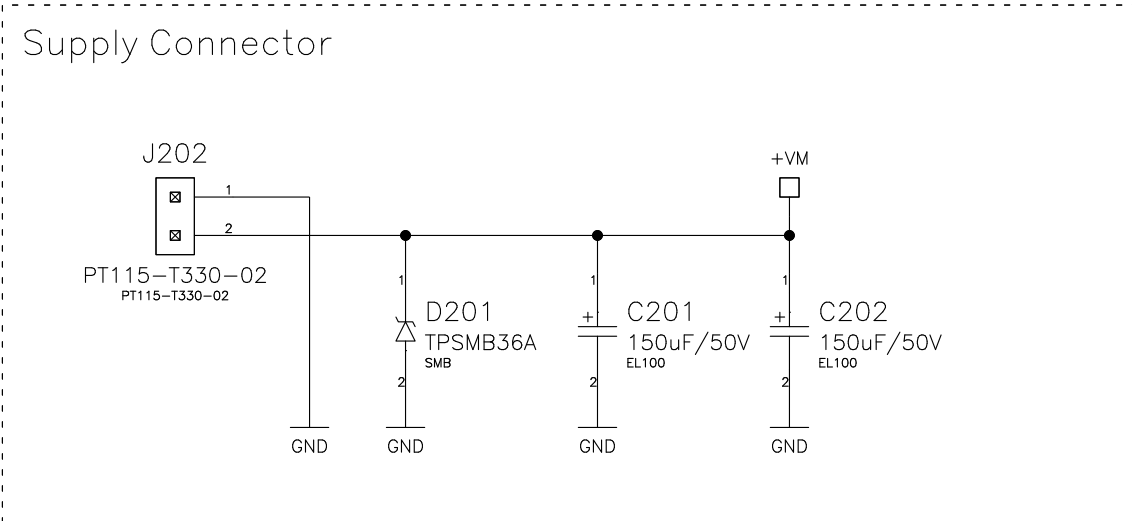 Supply Connector
J202
1
2
PT115-T330-02
PT115-T330-02
+VM
1
D201
TPSMB36A
SMB
2
1
+
C201
150uF/50V
EL100
2
1
+
C202
150uF/50V
EL100
2
GND
GND
GND
GND